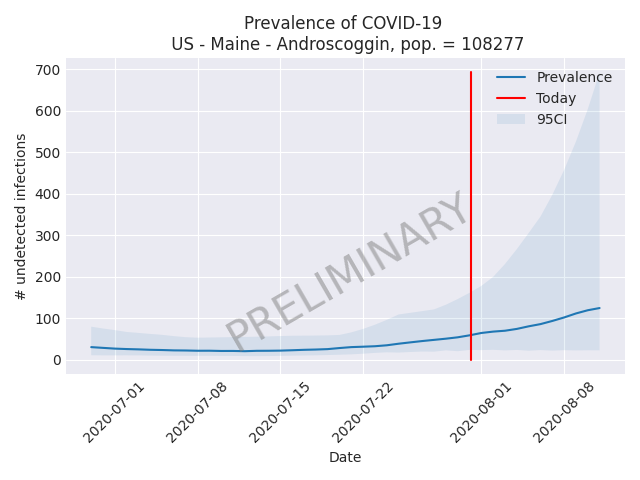 Prevalence of COVID-19
US - Maine - Androscoggin, pop. = 108277
700
600
500
400
300
200
100
0
# undetected infections
Prevalence
Today
95CI
PRELIMINARY
2020-07-01
2020-07-08
2020-07-15
2020-07-22
2020-08-01
2020-08-08
Date